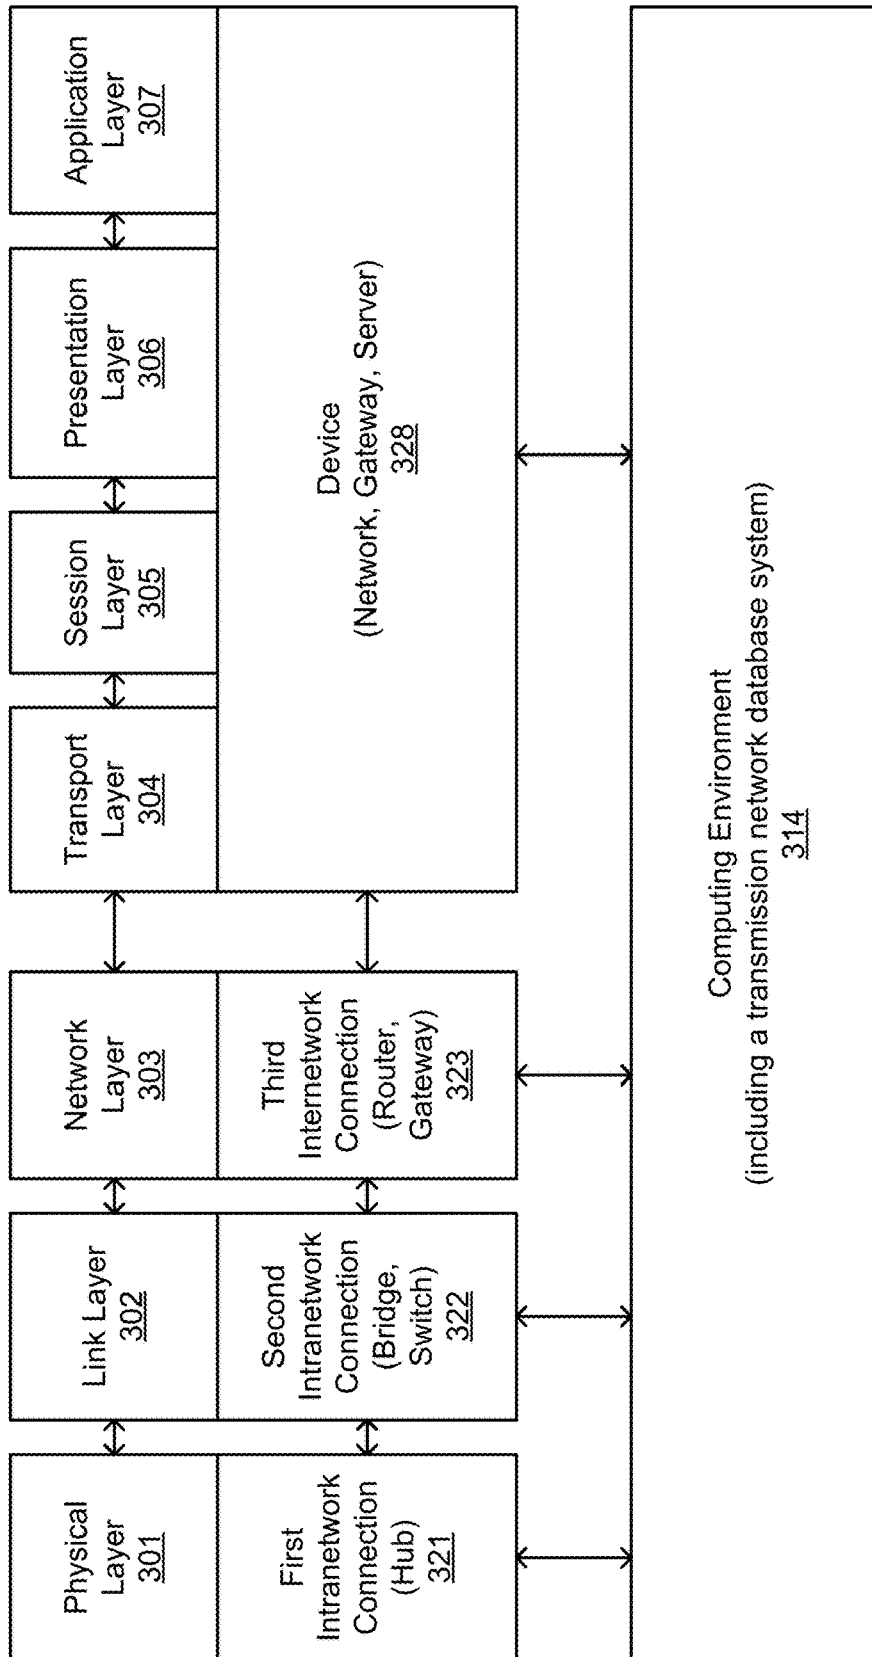 Physical
Layer
301
Link Layer
302
Network
Layer
303
Transport
Layer
304
Session
Layer
305
Presentation
Layer
306
Application
Layer
307
First
Intranetwork
Connection
(Hub)
321
Second
Intranetwork
Connection
(Bridge,
Switch)
322
Third
Internetwork
Connection
(Router,
Gateway)
323
Device
(Network, Gateway, Server)
328
Computing Environment
(including a transmission network database system)
314